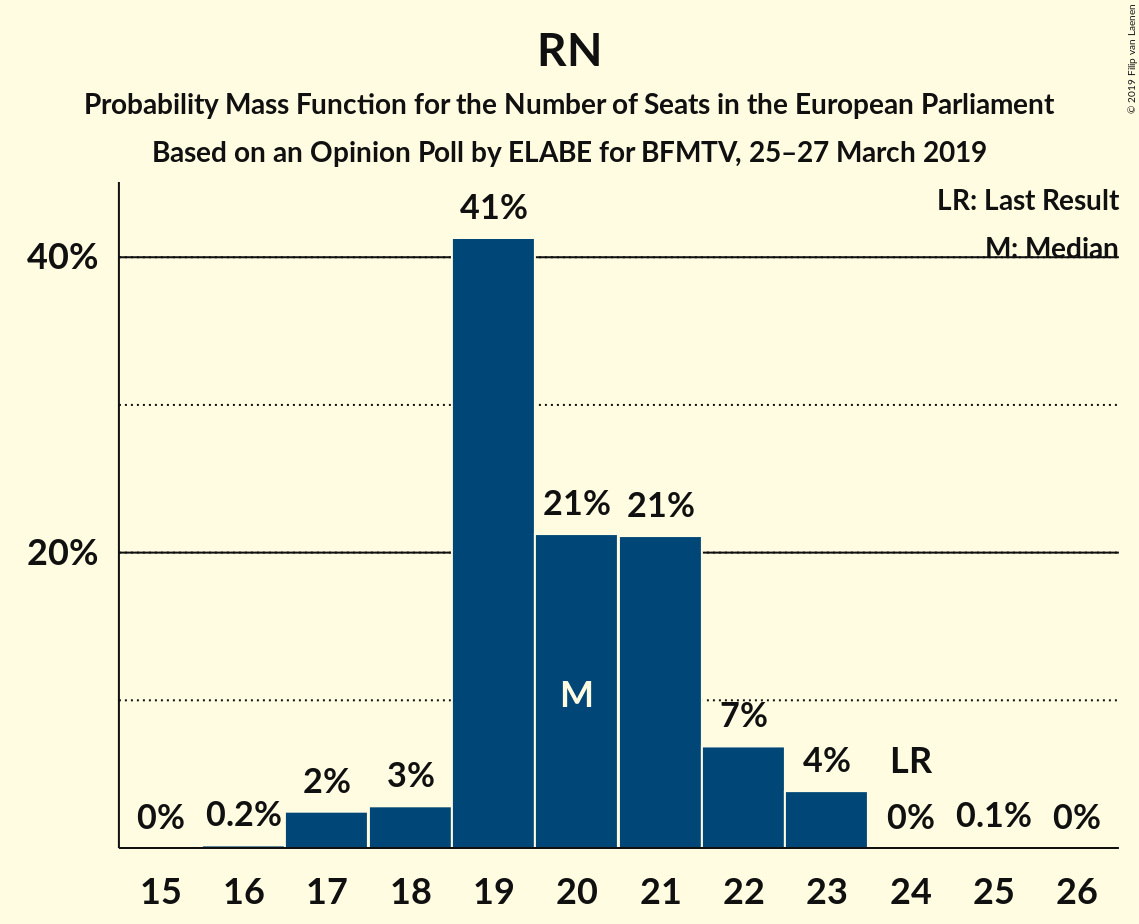 RN
Probability Mass Function for the Number of Seats in the European Parliament
Based on an Opinion Poll by ELABE for BFMTV, 25–27 March 2019
© 2019 Filip van Laenen
LR: Last Result
M: Median
40%
20%
0%
0.2%
2%
3%
41%
21%
21%
7%
4%
LR
0%
0.1%
0%
M
15 16 17 18 19 20 21 22 23 24 25 26